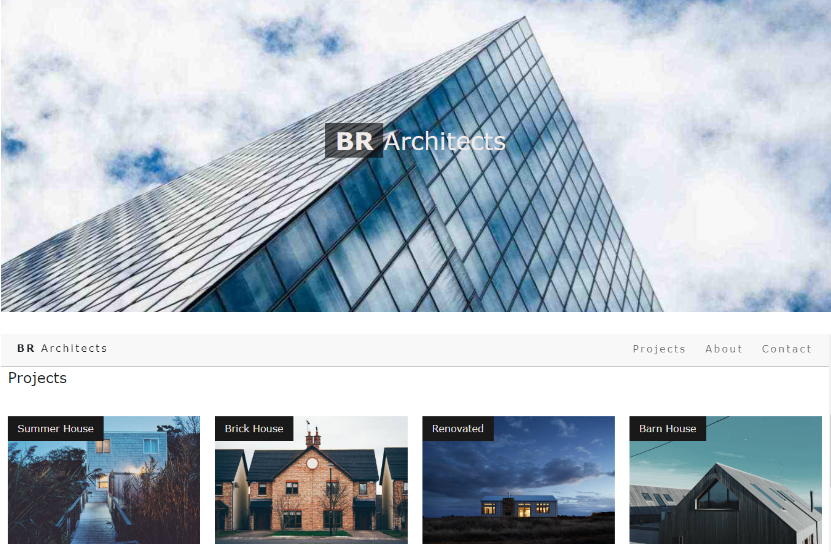 BR Architects
BR Architects
Projects About Contact
Projects
Summer House
Brick House
Renovated
Barn House